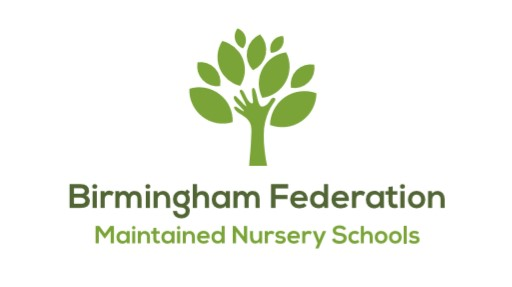 Birmingham Federation
Maintained Nursery Schools